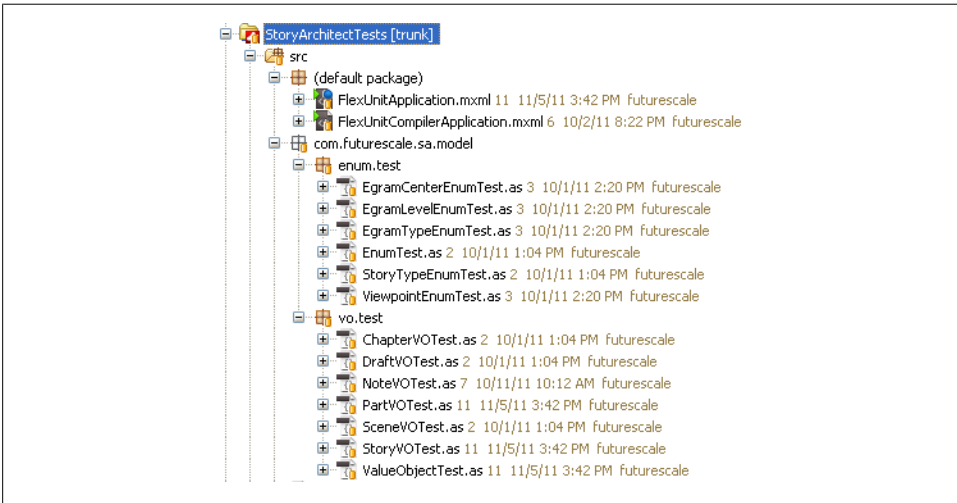 StoryArchitectTests [trunk]
src
(default package)
FlexUnitApplication.mxml 11 11/5/11 3:42 PM futurescale
FlexUnitCompilerApplication.mxml 6 10/2/11 8:22 PM futurescale
com.futurescale.sa.model
enum.test
EgramCenterEnumTest.as 3 10/1/11 2:20 PM futurescale
EgramLevelEnumTest.as 3 10/1/11 2:20 PM futurescale
EgramTypeEnumTest.as 3 10/1/11 2:20 PM futurescale
EnumTest.as 2 10/1/11 1:04 PM futurescale
StoryTypeEnumTest.as 2 10/1/11 1:04 PM futurescale
ViewpointEnumTest.as 3 10/1/11 2:20 PM futurescale
vo.test
ChapterVOTest.as 2 10/1/11 1:04 PM futurescale
DraftVOTest.as 2 10/1/11 1:04 PM futurescale
NoteVOTest.as 7 10/11/11 10:12 AM futurescale
PartVOTest.as 11 11/5/11 3:42 PM futurescale
SceneVOTest.as 2 10/1/11 1:04 PM futurescale
StoryVOTest.as 11 11/5/11 3:42 PM futurescale
ValueObjectTest.as 11 11/5/11 3:42 PM futurescale